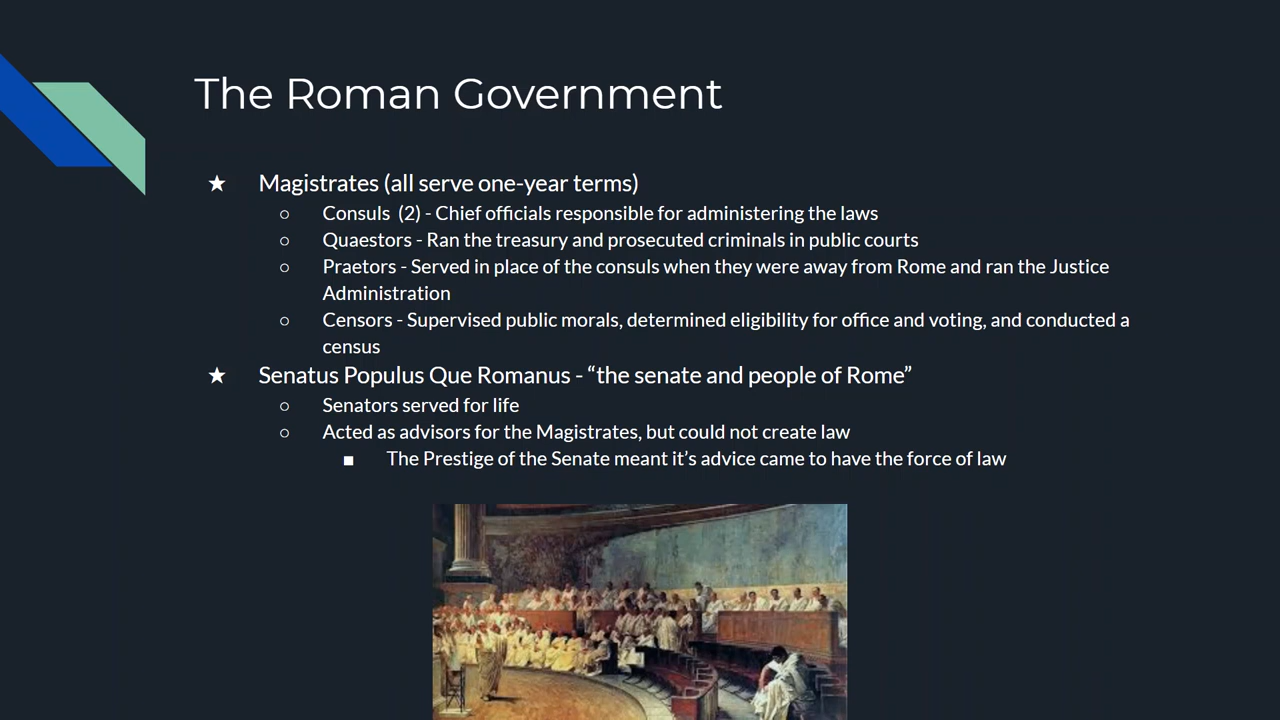 The Roman Government
★ Magistrates (all serve one-year terms)
○ Consuls (2) - Chief officials responsible for administering the laws
○ Quaestors - Ran the treasury and prosecuted criminals in public courts
○ Praetors - Served in place of the consuls when they were away from Rome and ran the Justice
Administration
○ Censors - Supervised public morals, determined eligibility for office and voting, and conducted a
census
★ Senatus Populus Que Romanus - “the senate and people of Rome”
○ Senators served for life
○ Acted as advisors for the Magistrates, but could not create law
■ The Prestige of the Senate meant it’s advice came to have the force of law